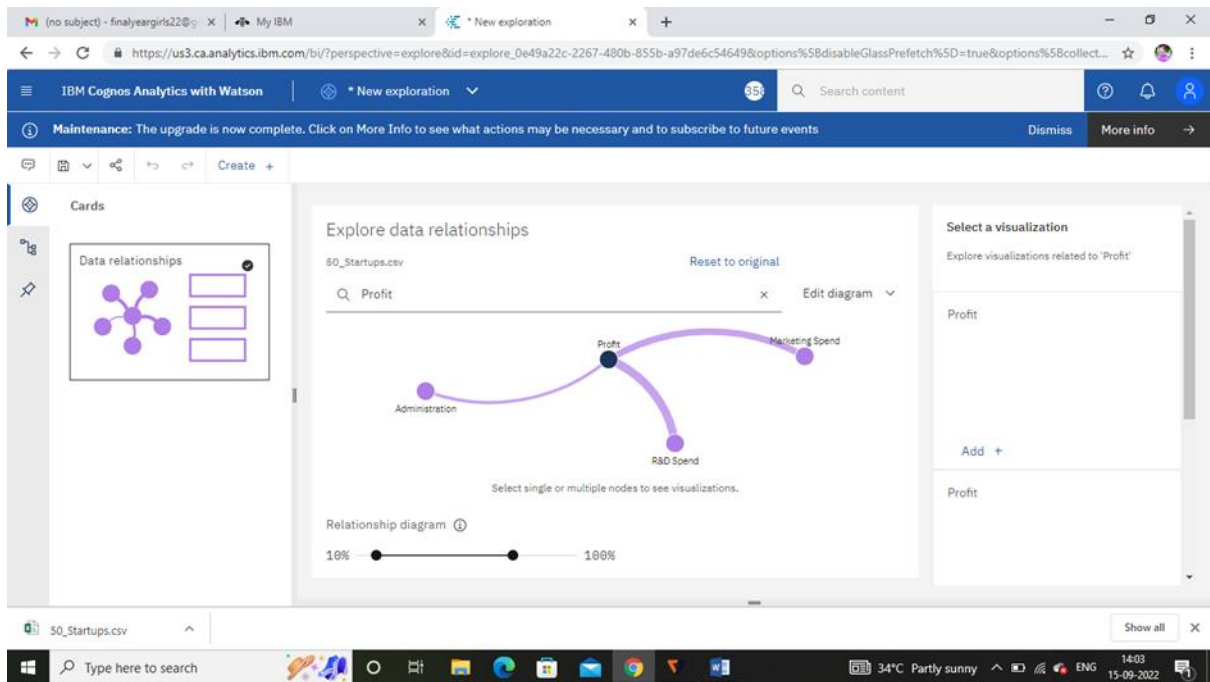 (no subject) - finalyeargirls22@g
My IBM
* New exploration
https://us3.ca.analytics.ibm.com/bi/?perspective=explore&id=explore_0e49a22c-2267-480b-855b-a97de6c54649&options%5BdisableGlassPrefetch%5D=true&options%5Bcollect...
IBM Cognos Analytics with Watson
* New exploration
Search content
Maintenance: The upgrade is now complete. Click on More Info to see what actions may be necessary and to subscribe to future events
Dismiss
More info
Create +
Cards
Data relationships
Explore data relationships
50_Startups.csv
Reset to original
Profit
Edit diagram
Profit
Marketing Spend
Administration
R&D Spend
Select single or multiple nodes to see visualizations.
Relationship diagram
10% 100%
Select a visualization
Explore visualizations related to 'Profit'
Profit
Add +
Profit
50_Startups.csv
Show all
Type here to search
34°C Partly sunny
ENG
14:03
15-09-2022